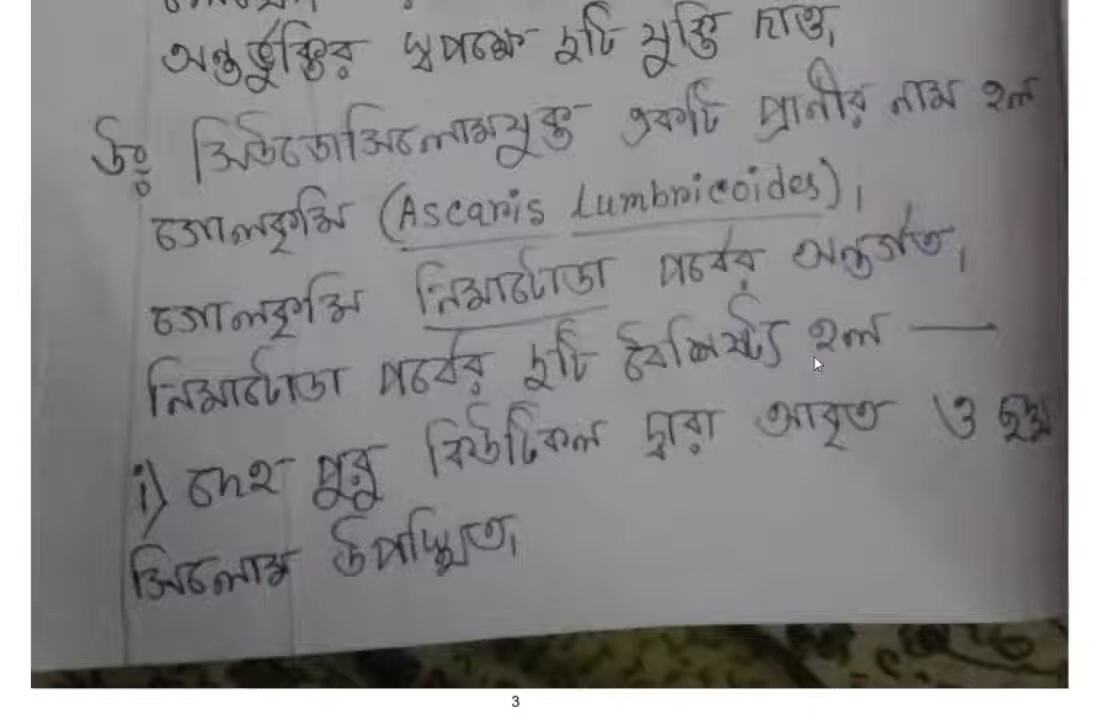 অন্তর্ভুক্তির স্বপক্ষে দুটি যুক্তি দাও।
উঃ সিউডোসিলোমযুক্ত একটি প্রানীর নাম হল
গোলকৃমি (Ascaris Lumbricoides)।
গোলকৃমি নিমাটোডা পর্বের অন্তর্গত।
নিমাটোডা পর্বের দুটি বৈশিষ্ট্য হল —
i) দেহ পুরু কিউটিকল দ্বারা আবৃত ও ছদ্ম
সিলোম উপস্থিত।
3